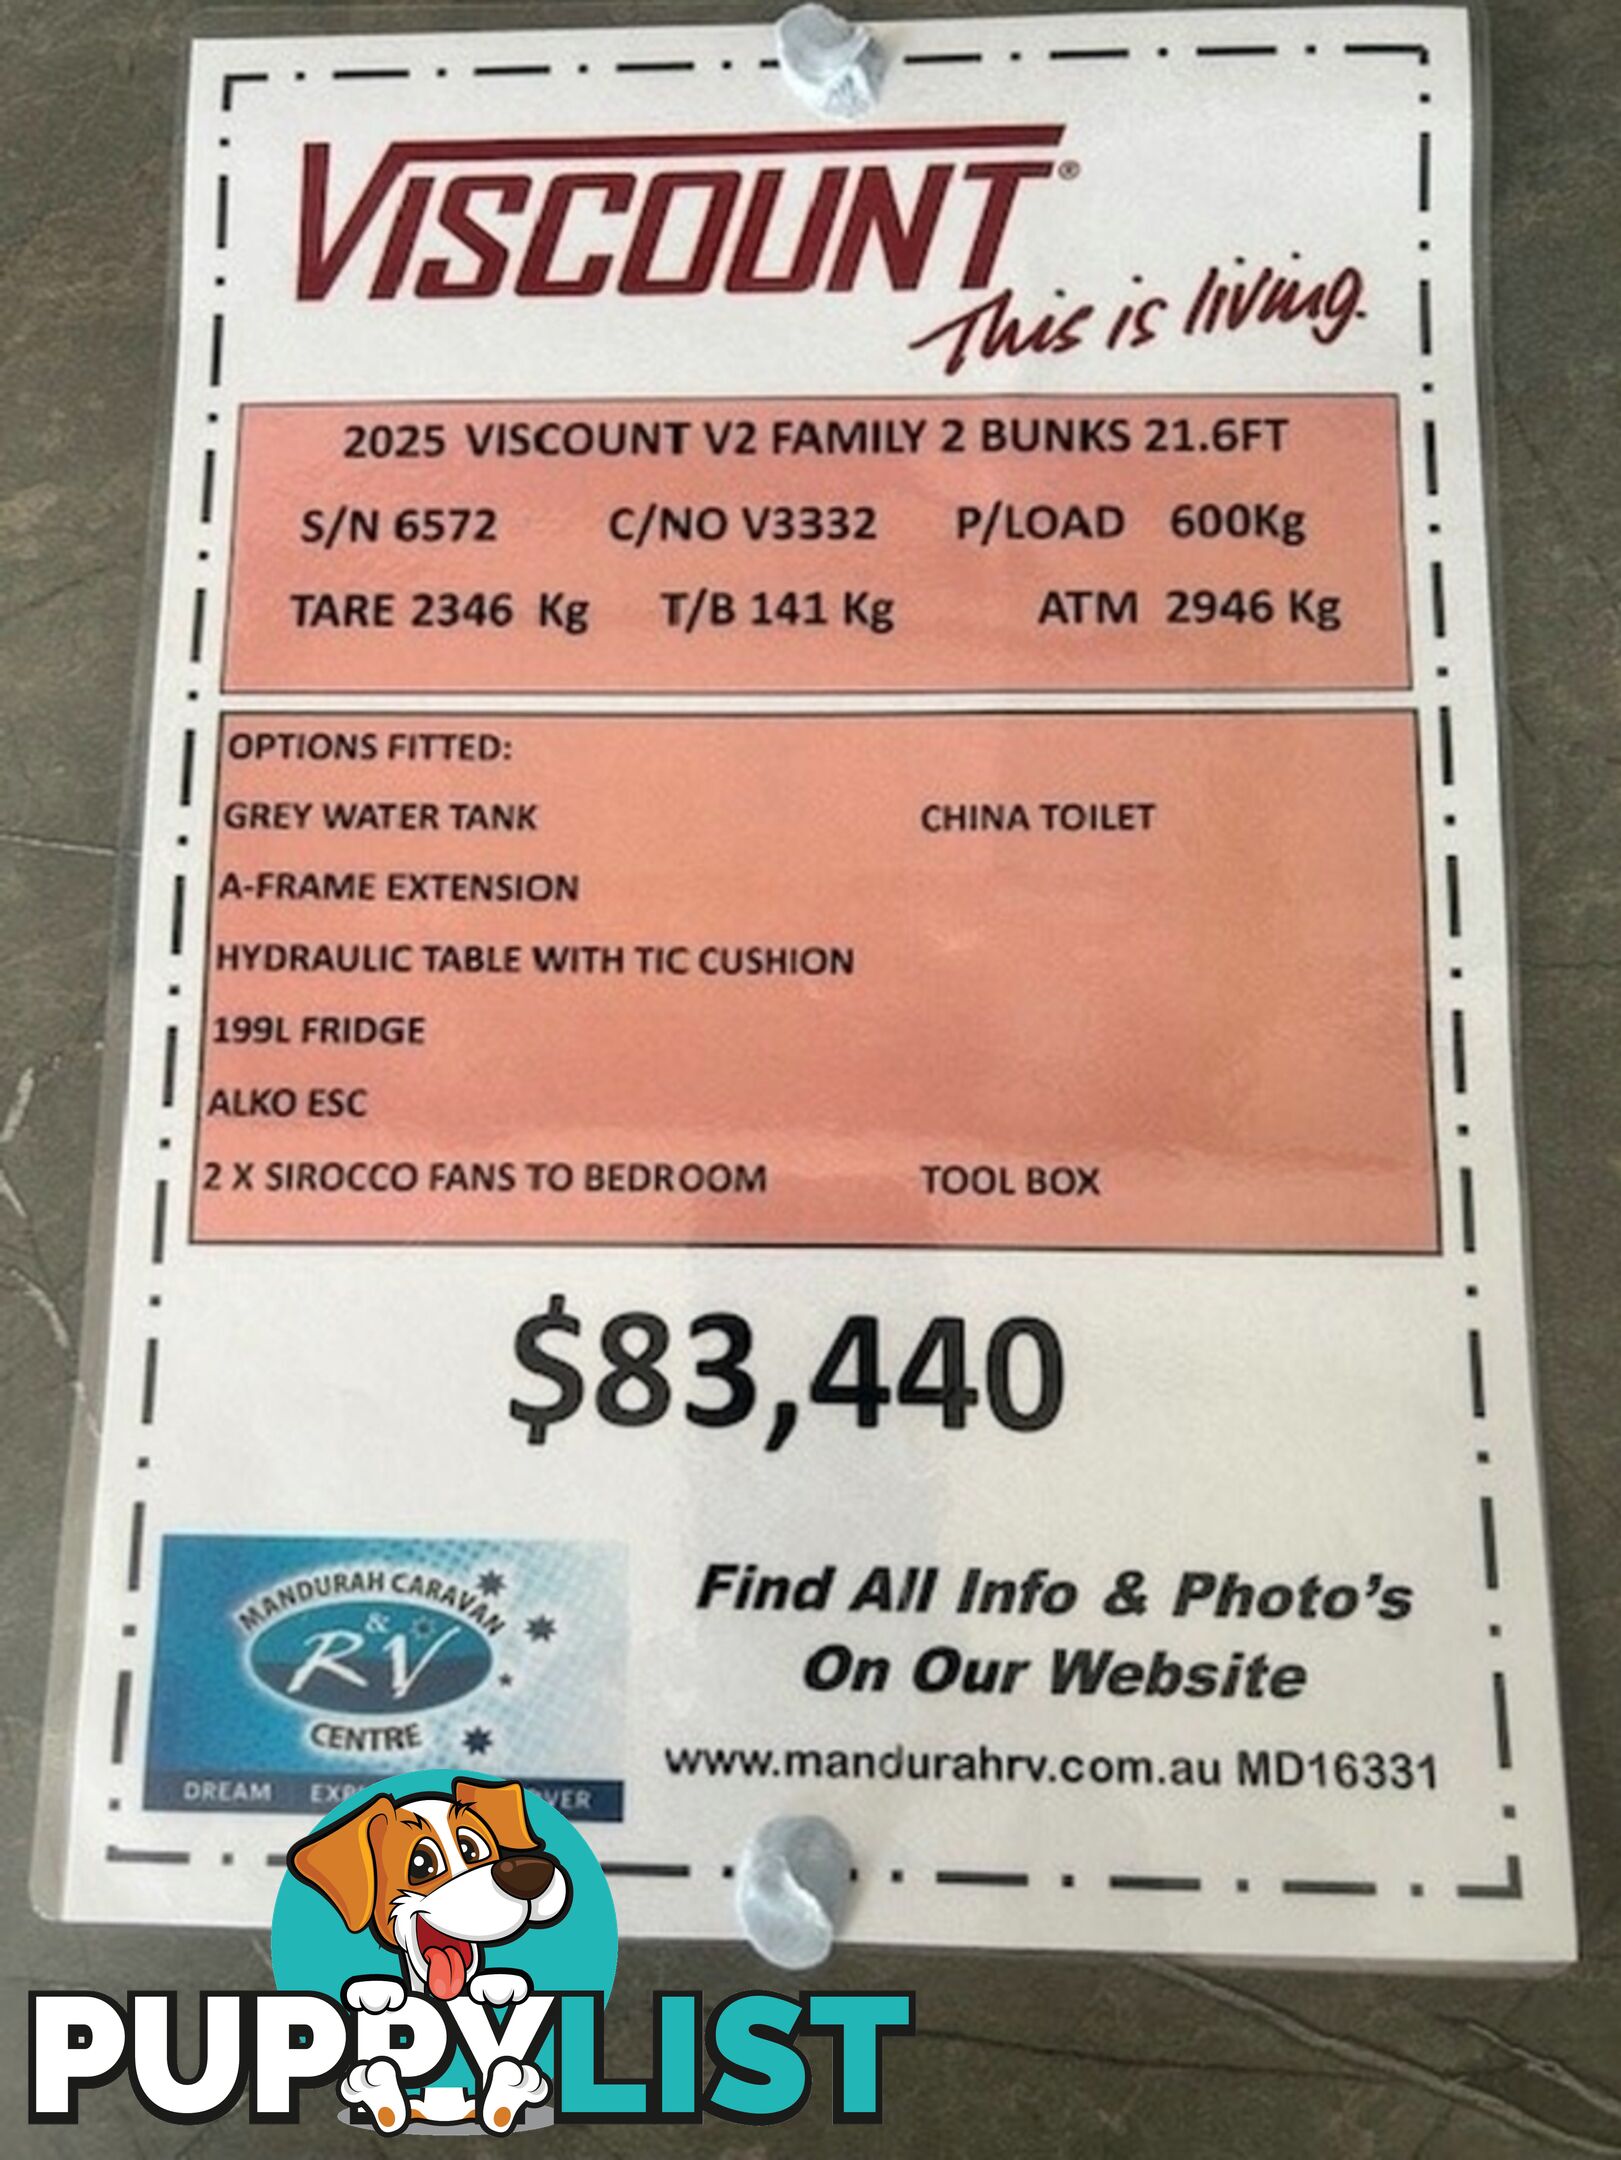 VISCOUNT®
This is living.
2025 VISCOUNT V2 FAMILY 2 BUNKS 21.6FT
S/N 6572 C/NO V3332 P/LOAD 600Kg
TARE 2346 Kg T/B 141 Kg ATM 2946 Kg
OPTIONS FITTED:
GREY WATER TANK CHINA TOILET
A-FRAME EXTENSION
HYDRAULIC TABLE WITH TIC CUSHION
199L FRIDGE
ALKO ESC
2 X SIROCCO FANS TO BEDROOM TOOL BOX
$83,440
MANDURAH CARAVAN
&
RV
CENTRE
DREAM
Find All Info & Photo's
On Our Website
www.mandurahrv.com.au MD16331
PUPPYLIST